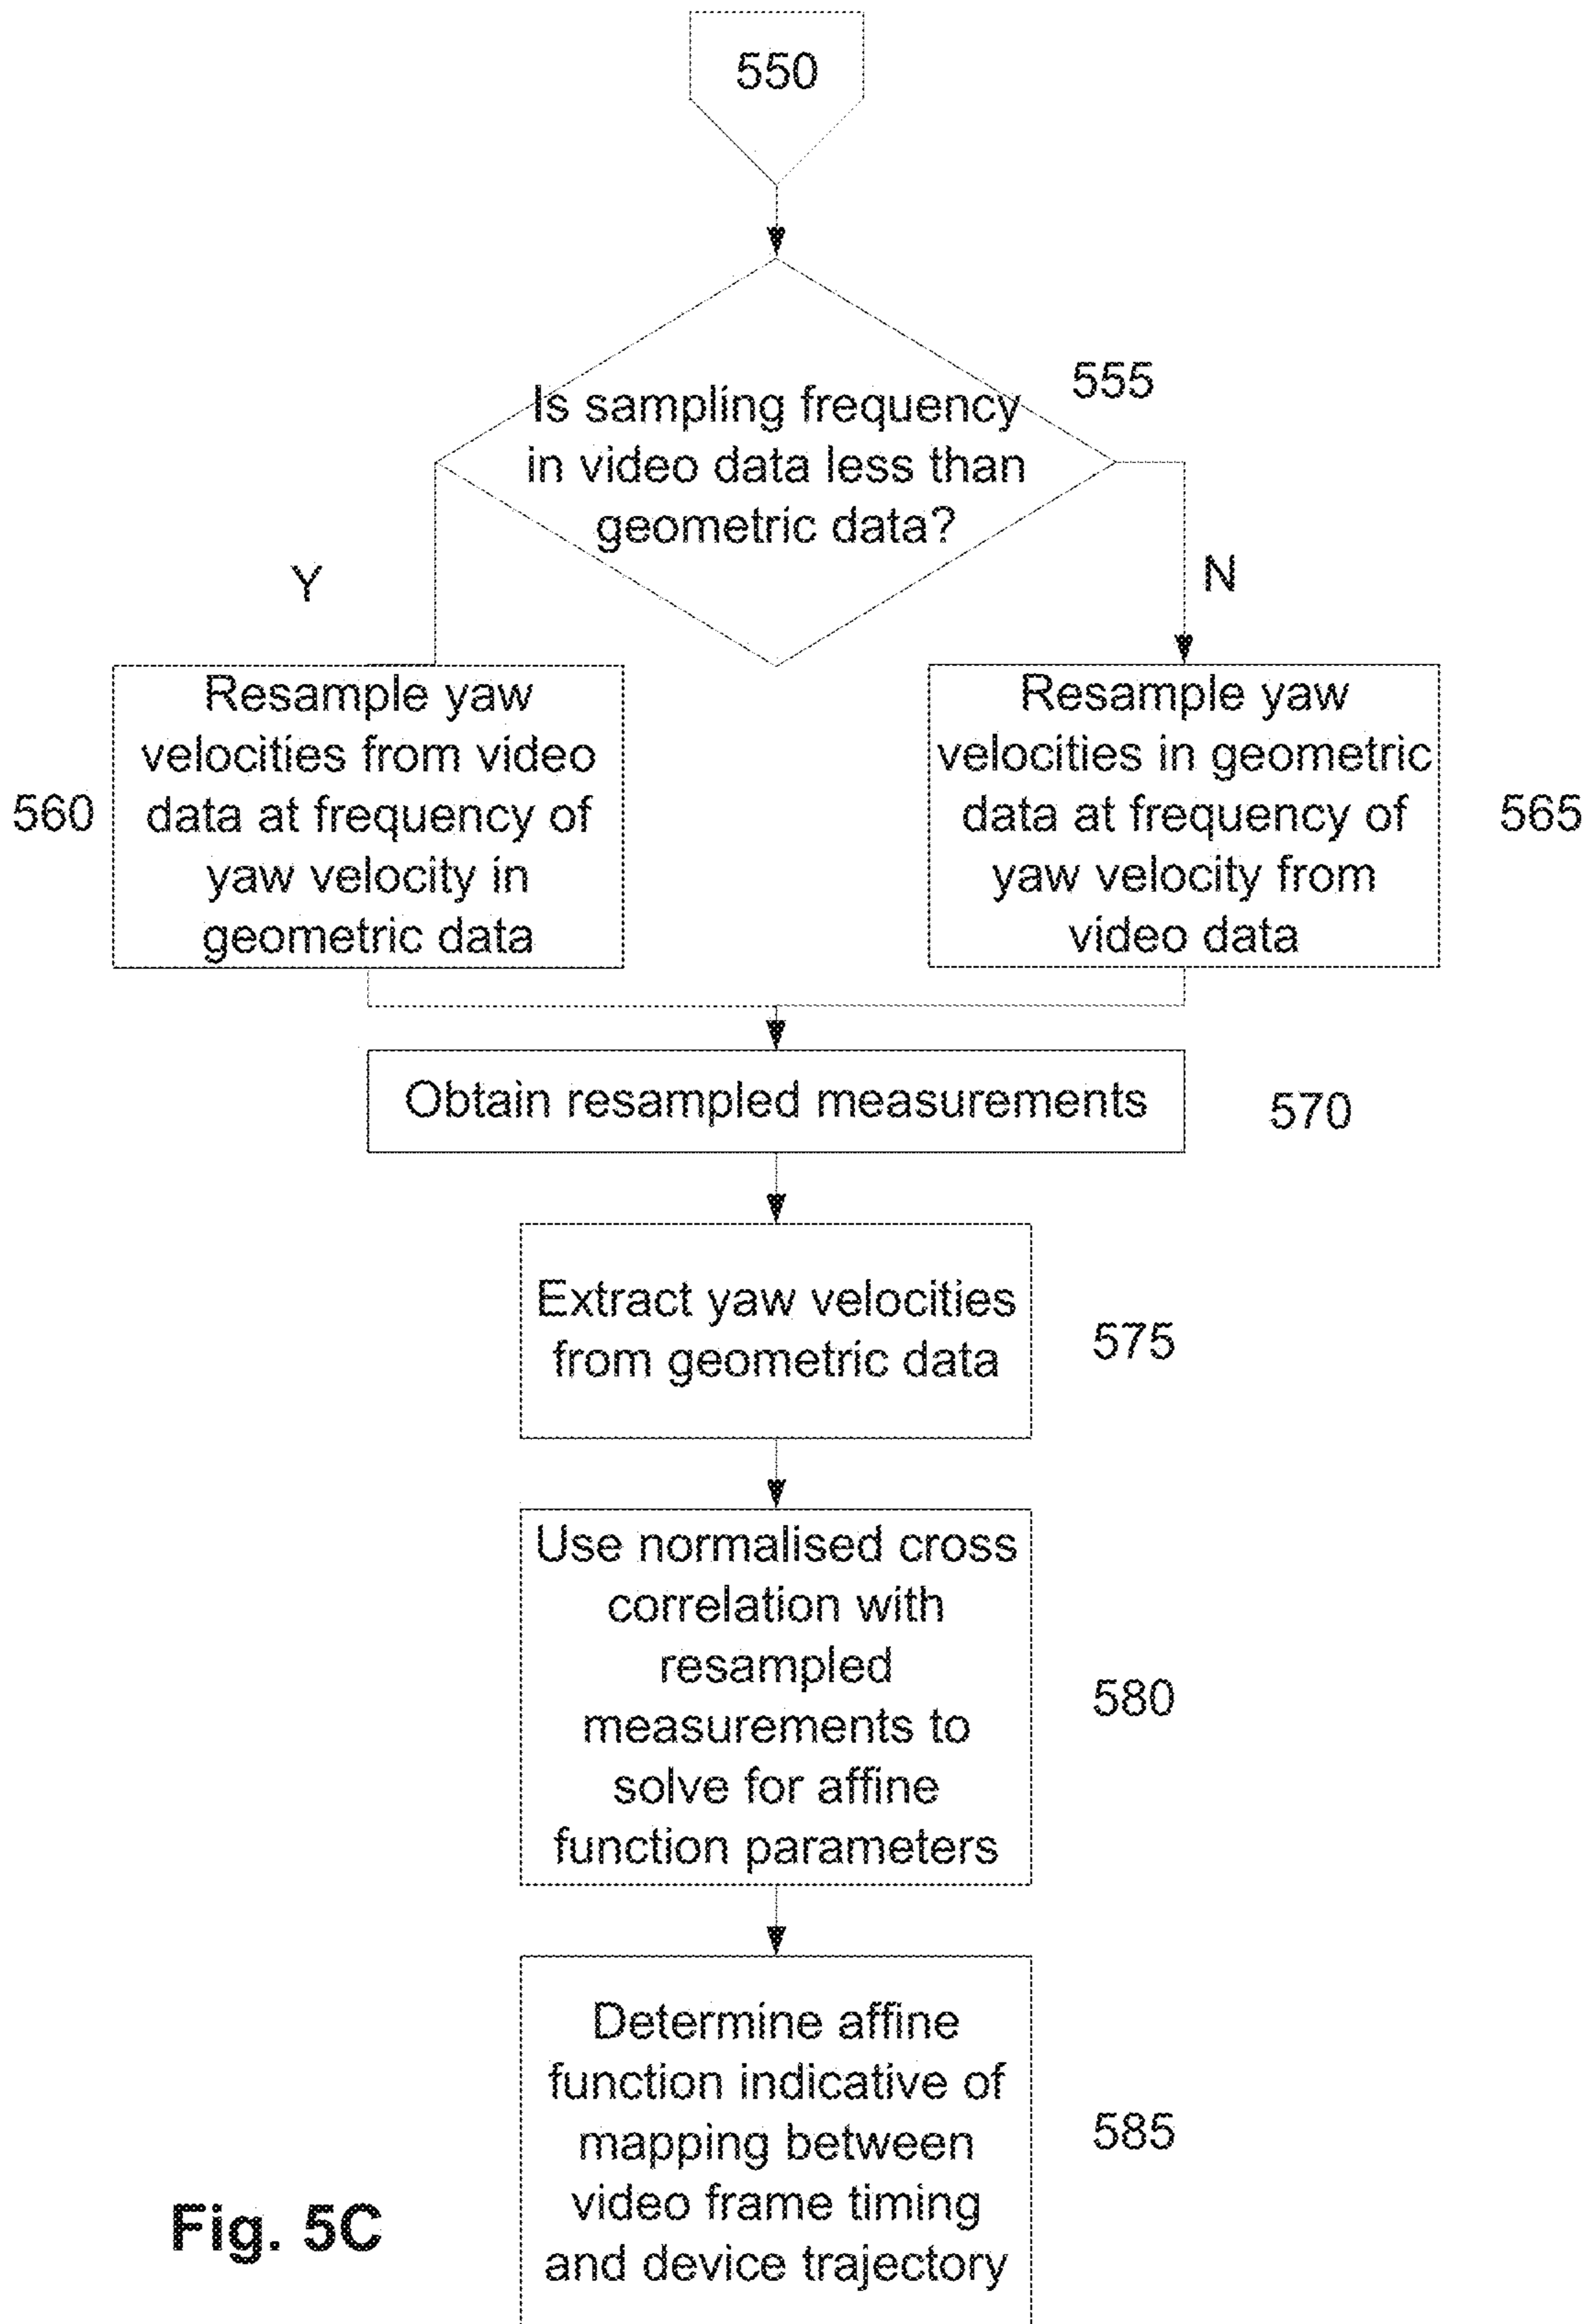 550
Is sampling frequency
in video data less than
geometric data?
555
Y
N
Resample yaw
velocities from video
data at frequency of
yaw velocity in
geometric data
560
Resample yaw
velocities in geometric
data at frequency of
yaw velocity from
video data
565
Obtain resampled measurements
570
Extract yaw velocities
from geometric data
575
Use normalised cross
correlation with
resampled
measurements to
solve for affine
function parameters
580
Determine affine
function indicative of
mapping between
video frame timing
and device trajectory
585
Fig. 5C